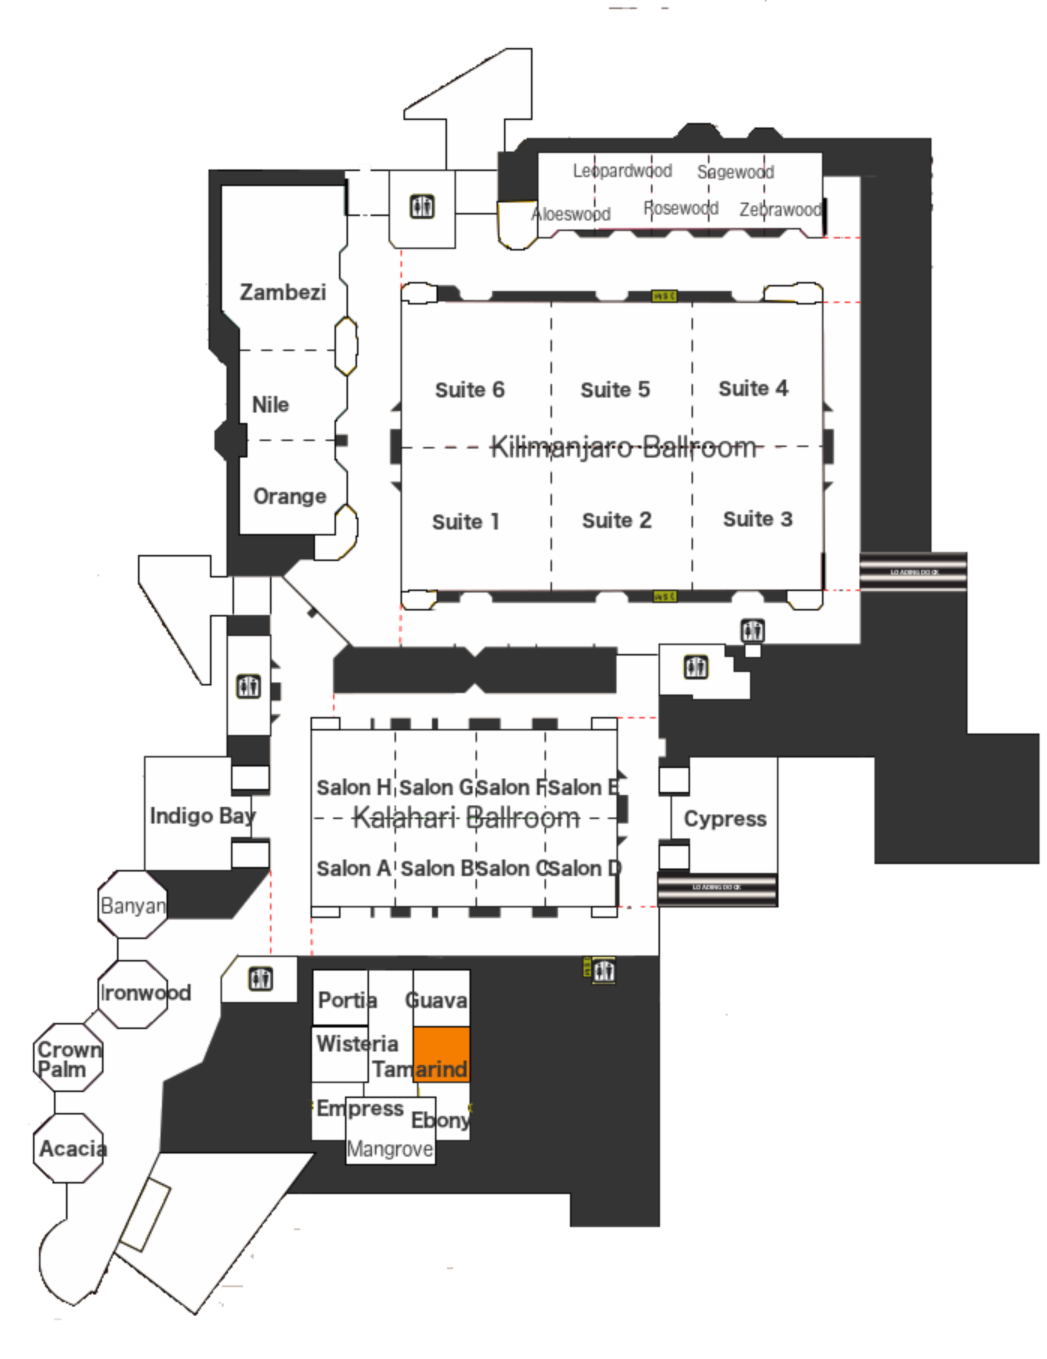 Leopardwood
Sagewood
Aloeswood
Rosewood
Zebrawood
Zambezi
Nile
Orange
Suite 6
Suite 5
Suite 4
Kilimanjaro Ballroom
Suite 1
Suite 2
Suite 3
LOADING DOCK
Salon H
Salon G
Salon F
Salon E
Indigo Bay
Kalahari Ballroom
Cypress
Salon A
Salon B
Salon C
Salon D
LOADING DOCK
Banyan
Ironwood
Crown
Palm
Acacia
Portia
Guava
Wisteria
Tamarind
Empress
Ebony
Mangrove